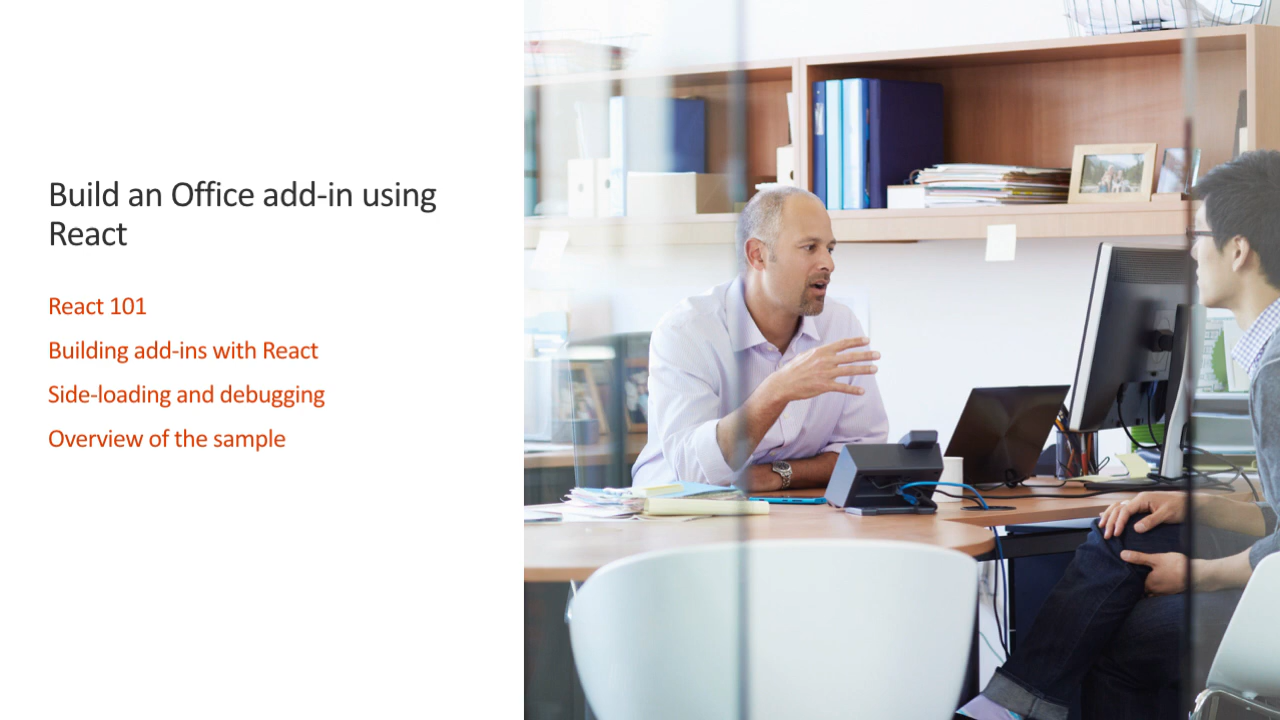 Build an Office add-in using
React
React 101
Building add-ins with React
Side-loading and debugging
Overview of the sample